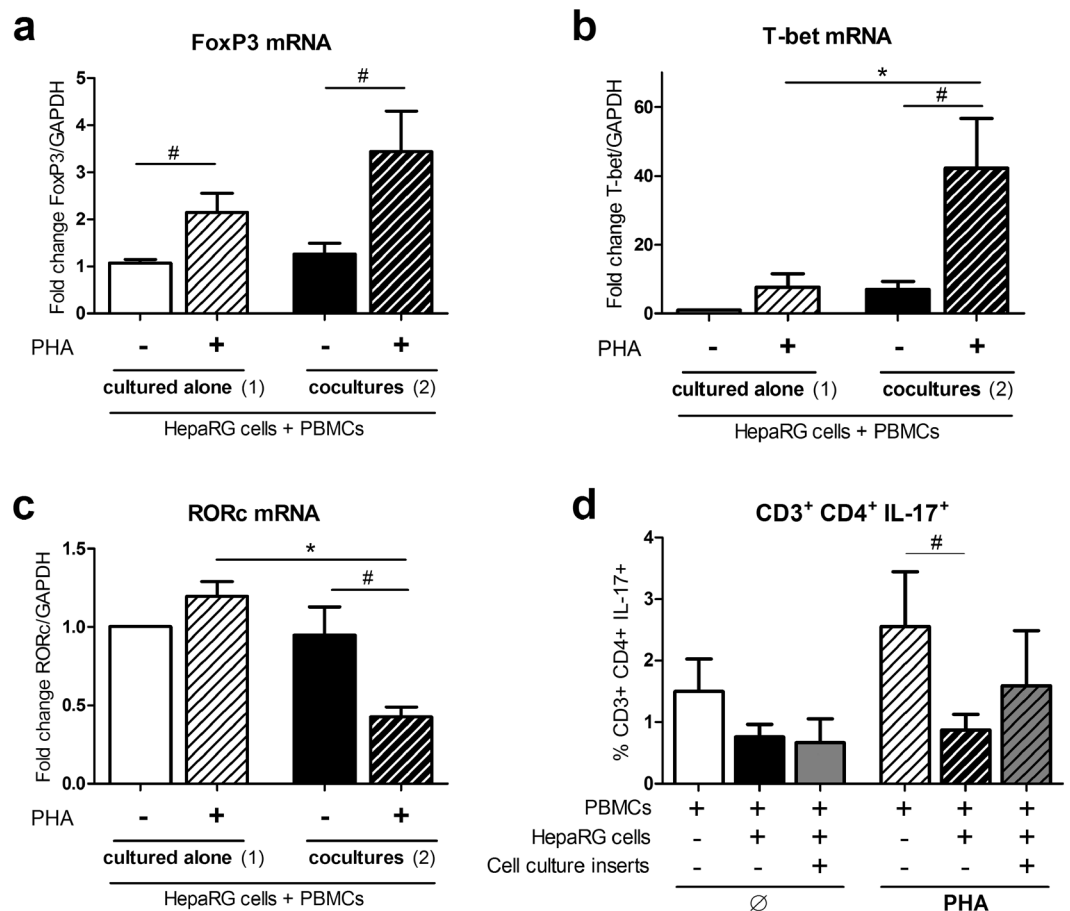 a
FoxP3 mRNA
Fold change FoxP3/GAPDH
5
4
3
2
1
0
#
#
PHA
- + - +
cultured alone (1) cocultures (2)
HepaRG cells + PBMCs
b
T-bet mRNA
Fold change T-bet/GAPDH
60
40
20
0
*
#
PHA
- + - +
cultured alone (1) cocultures (2)
HepaRG cells + PBMCs
c
RORc mRNA
Fold change RORc/GAPDH
1.5
1.0
0.5
0.0
*
#
PHA
- + - +
cultured alone (1) cocultures (2)
HepaRG cells + PBMCs
d
CD3⁺ CD4⁺ IL-17⁺
% CD3+ CD4+ IL-17+
4
3
2
1
0
#
PBMCs + + + + + +
HepaRG cells - + + - + +
Cell culture inserts - - + - - +
∅ PHA